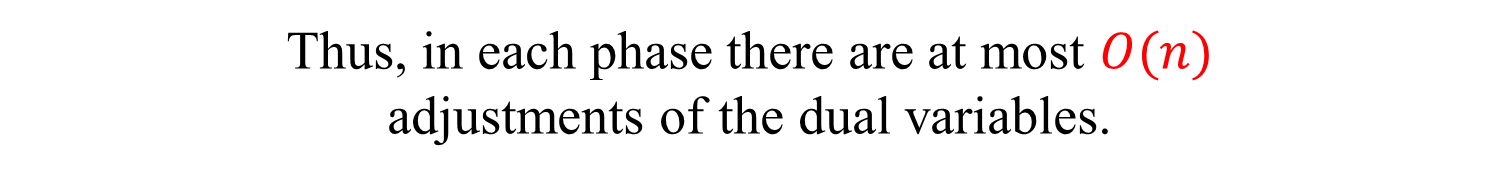 Thus, in each phase there are at most 𝑂(𝑛)
adjustments of the dual variables.